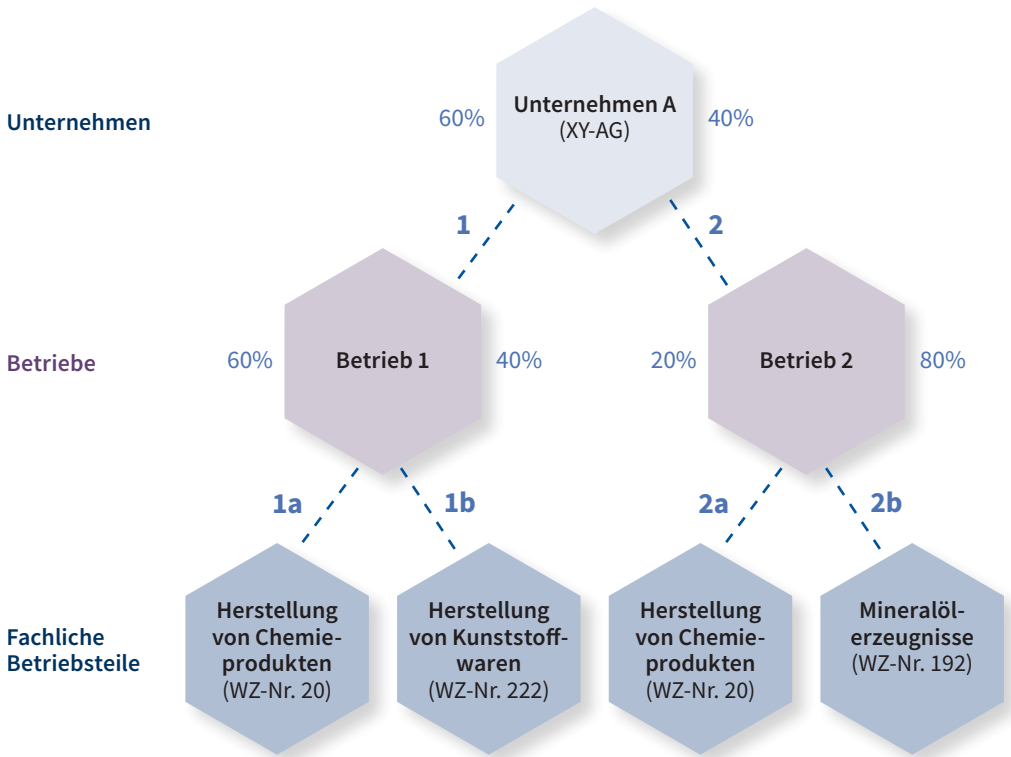 Unternehmen
60%
Unternehmen A
(XY-AG)
40%
1
2
Betriebe
60%
Betrieb 1
40%
20%
Betrieb 2
80%
1a
1b
2a
2b
Fachliche
Betriebsteile
Herstellung
von Chemie-
produkten
(WZ-Nr. 20)
Herstellung
von Kunststoff-
waren
(WZ-Nr. 222)
Herstellung
von Chemie-
produkten
(WZ-Nr. 20)
Mineralöl-
erzeugnisse
(WZ-Nr. 192)